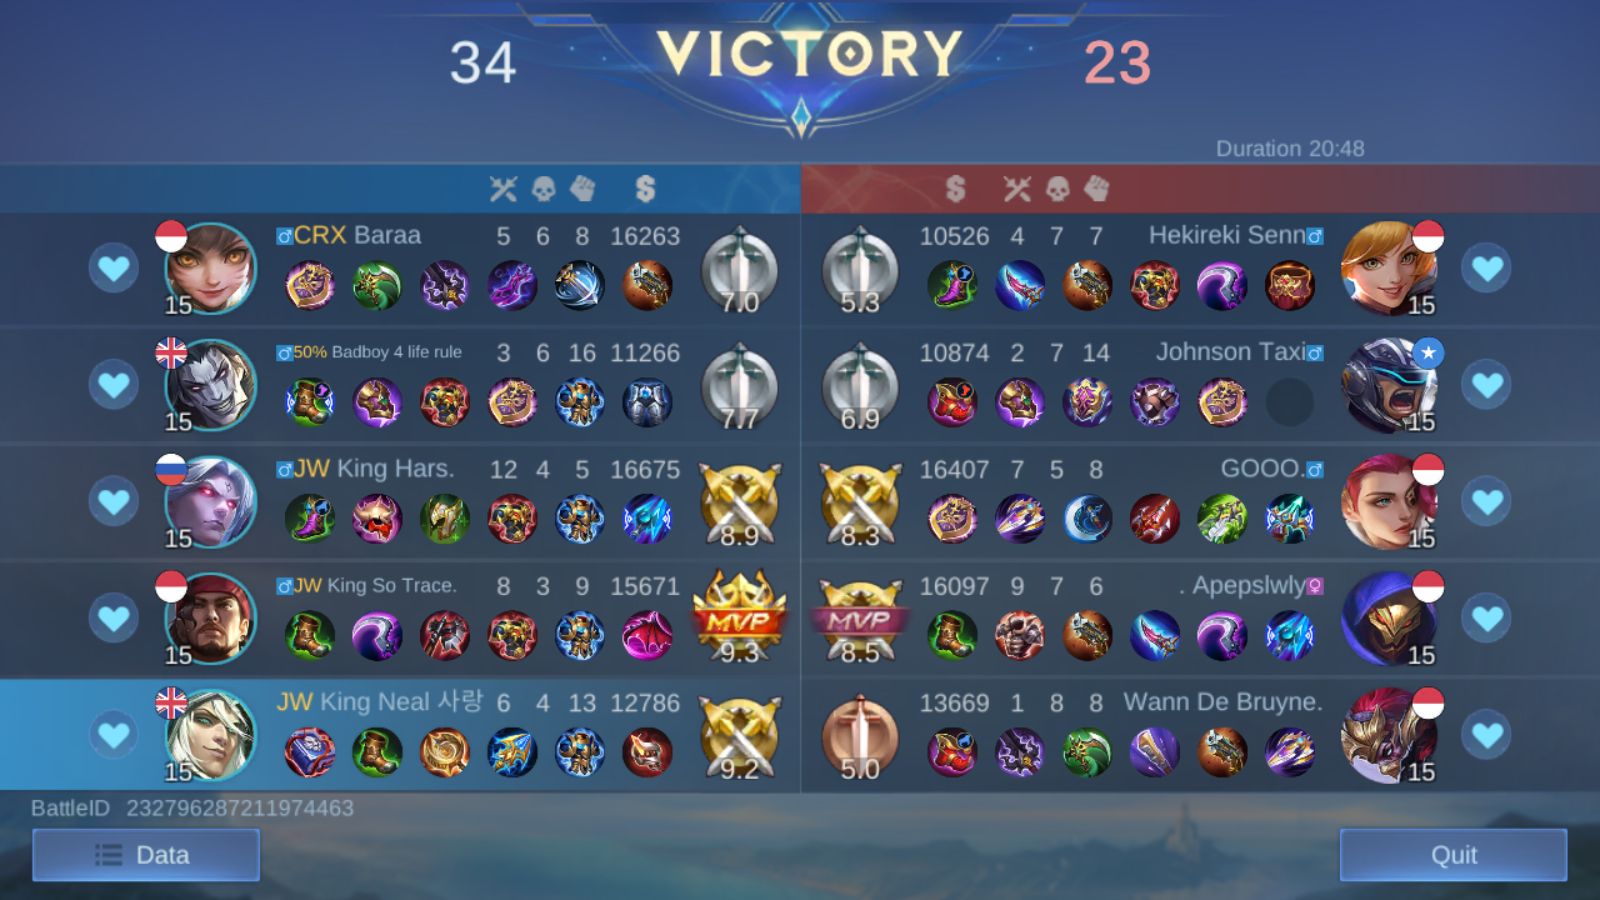 34 VICTORY 23
Duration 20:48
CRX Baraa 5 6 8 16263 7.0 15
10526 4 7 7 Hekireki Senn 5.3 15
50% Badboy 4 life rule 3 6 16 11266 7.7 15
10874 2 7 14 Johnson Taxi 6.9 15
JW King Hars. 12 4 5 16675 8.9 15
16407 7 5 8 GOOO. 8.3 15
JW King So Trace. 8 3 9 15671 MVP 9.3 15
16097 9 7 6 . Apepslwly MVP 8.5 15
JW King Neal 사랑 6 4 13 12786 9.2 15
13669 1 8 8 Wann De Bruyne. 5.0 15
BattleID 232796287211974463
Data
Quit